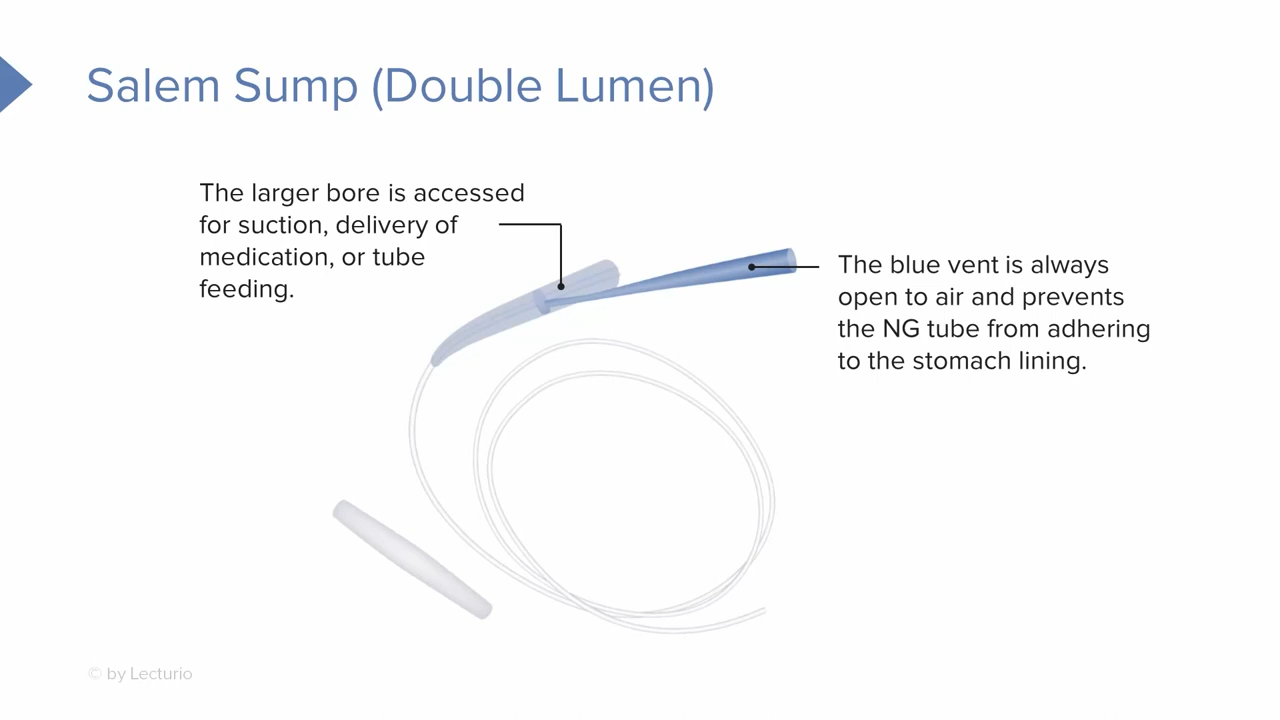 Salem Sump (Double Lumen)
The larger bore is accessed
for suction, delivery of
medication, or tube
feeding.
The blue vent is always
open to air and prevents
the NG tube from adhering
to the stomach lining.
© by Lecturio